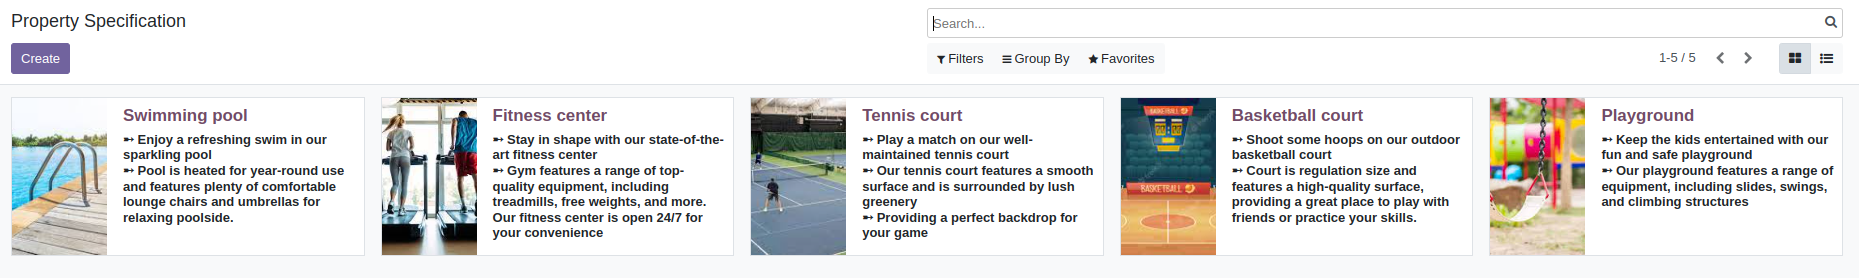 Property Specification
Search...
Create
Filters
Group By
Favorites
1-5 / 5
Swimming pool
➼ Enjoy a refreshing swim in our
sparkling pool
➼ Pool is heated for year-round use
and features plenty of comfortable
lounge chairs and umbrellas for
relaxing poolside.
Fitness center
➼ Stay in shape with our state-of-the-
art fitness center
➼ Gym features a range of top-
quality equipment, including
treadmills, free weights, and more.
Our fitness center is open 24/7 for
your convenience
Tennis court
➼ Play a match on our well-
maintained tennis court
➼ Our tennis court features a smooth
surface and is surrounded by lush
greenery
➼ Providing a perfect backdrop for
your game
BASKETBALL
BASKETBALL
Basketball court
➼ Shoot some hoops on our outdoor
basketball court
➼ Court is regulation size and
features a high-quality surface,
providing a great place to play with
friends or practice your skills.
Playground
➼ Keep the kids entertained with our
fun and safe playground
➼ Our playground features a range of
equipment, including slides, swings,
and climbing structures